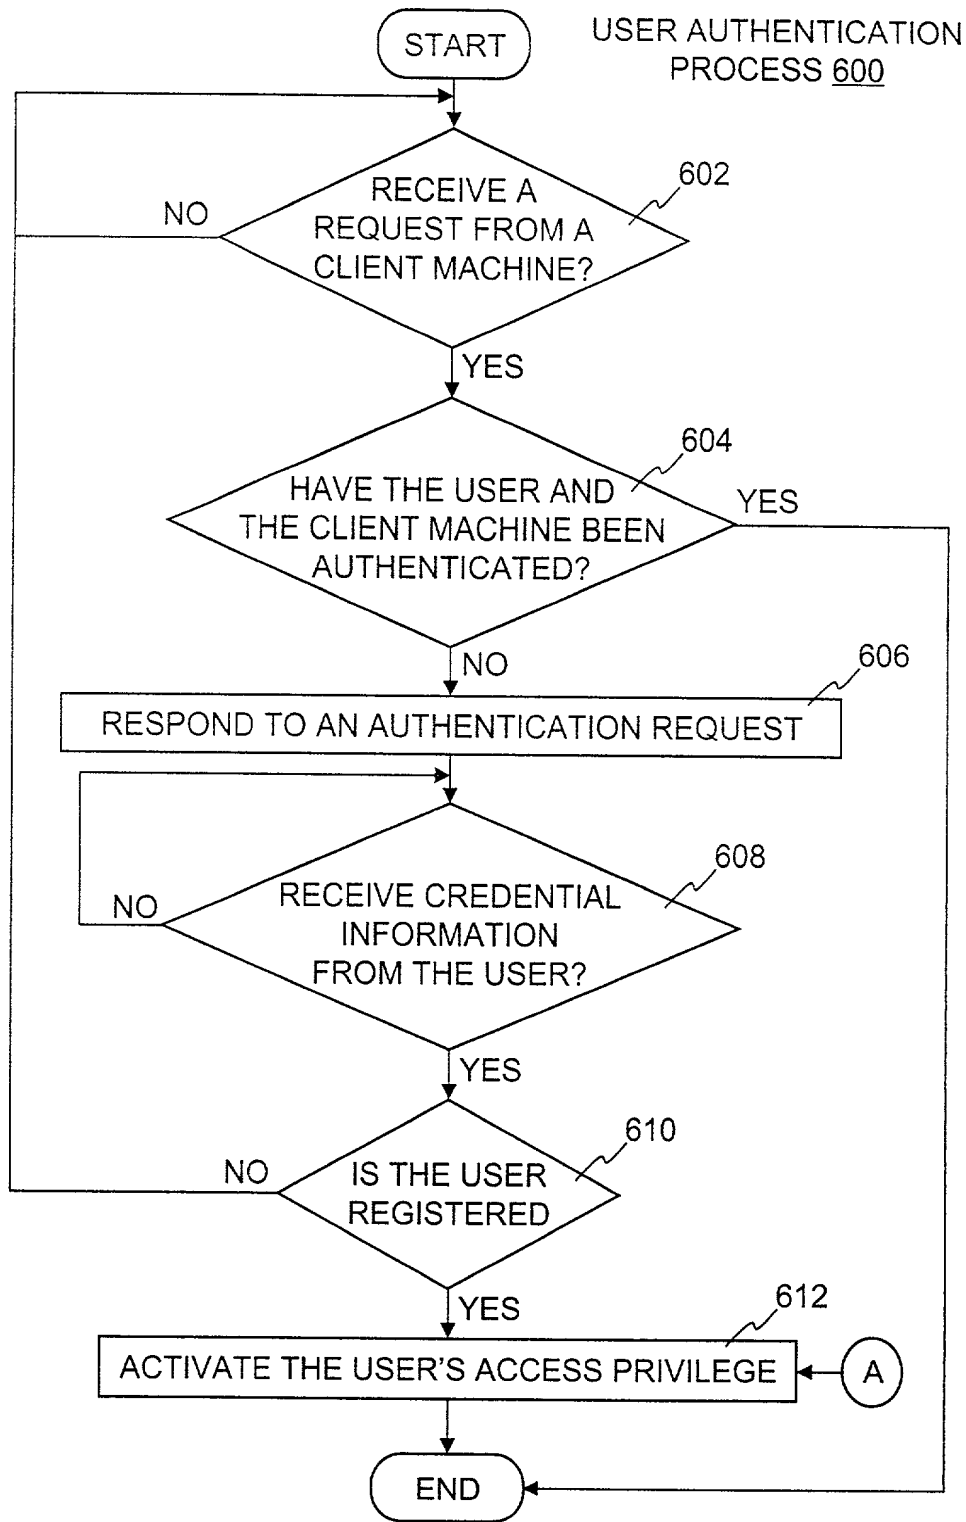 START
USER AUTHENTICATION
PROCESS 600
RECEIVE A
REQUEST FROM A
CLIENT MACHINE?
602
NO
YES
604
HAVE THE USER AND
THE CLIENT MACHINE BEEN
AUTHENTICATED?
YES
NO
606
RESPOND TO AN AUTHENTICATION REQUEST
608
RECEIVE CREDENTIAL
INFORMATION
FROM THE USER?
NO
YES
610
IS THE USER
REGISTERED
NO
YES
612
ACTIVATE THE USER'S ACCESS PRIVILEGE
A
END